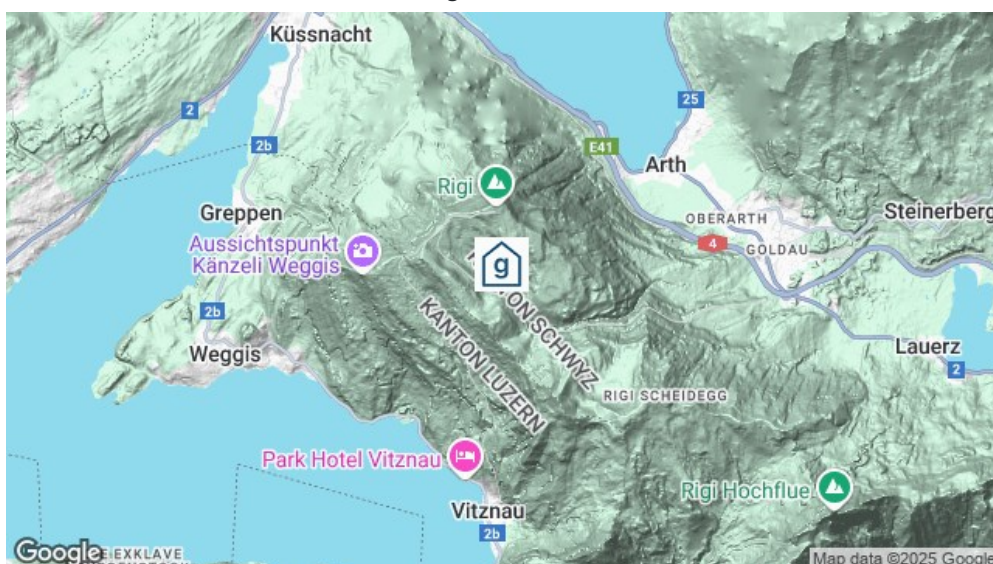 Küssnacht
2
25
2b
E41
Arth
Rigi
Greppen
OBERARTH
Steinerberg
Aussichtspunkt
Känzeli Weggis
4
GOLDAU
g
2b
KANTON SCHWYZ
KANTON LUZERN
Weggis
Lauerz
2
RIGI SCHEIDEGG
Park Hotel Vitznau
Rigi Hochflue
Vitznau
2b
Google
EXKLAVE
Map data ©2025 Google